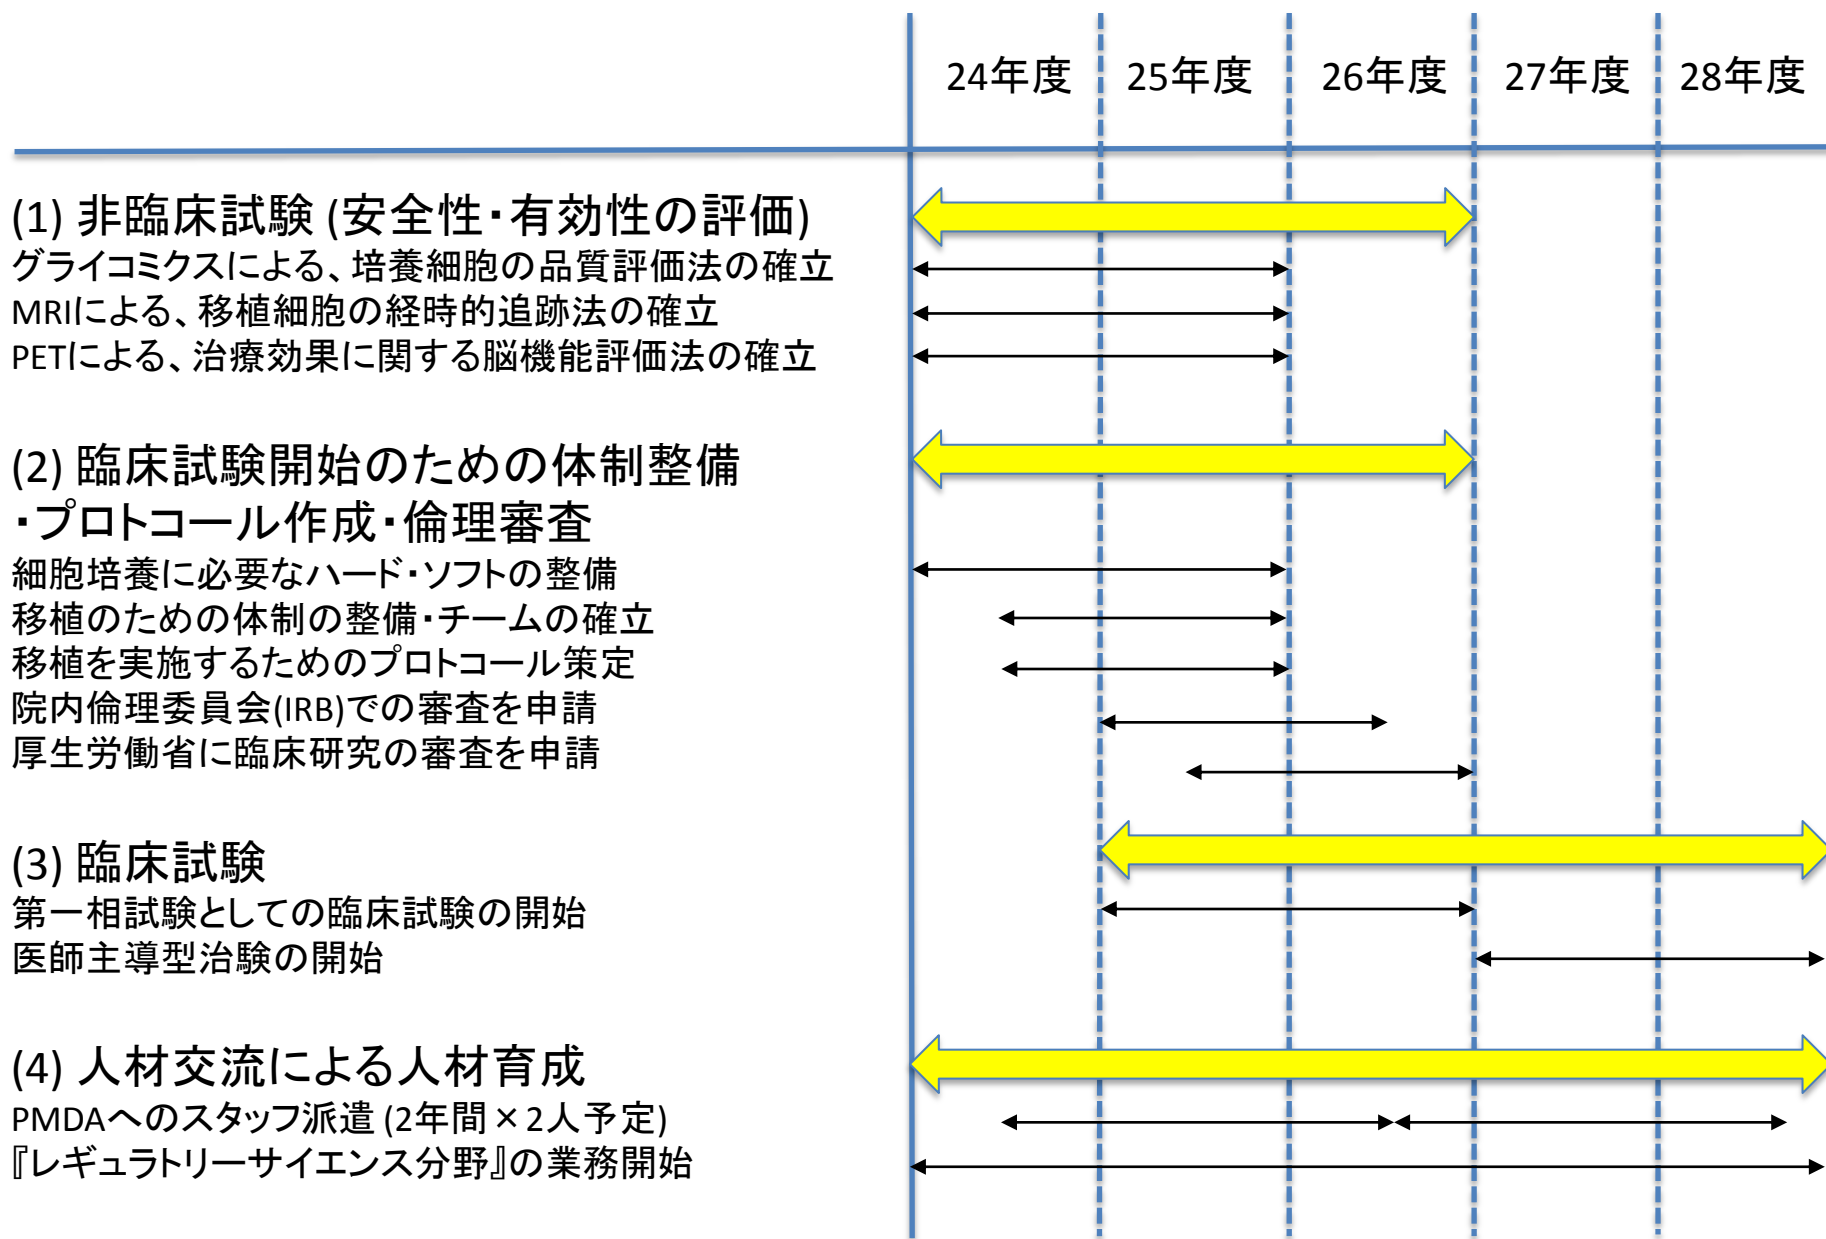 24年度 25年度 26年度 27年度 28年度
(1) 非臨床試験 (安全性・有効性の評価)
グライコミクスによる、培養細胞の品質評価法の確立
MRIによる、移植細胞の経時的追跡法の確立
PETによる、治療効果に関する脳機能評価法の確立
(2) 臨床試験開始のための体制整備
・プロトコール作成・倫理審査
細胞培養に必要なハード・ソフトの整備
移植のための体制の整備・チームの確立
移植を実施するためのプロトコール策定
院内倫理委員会(IRB)での審査を申請
厚生労働省に臨床研究の審査を申請
(3) 臨床試験
第一相試験としての臨床試験の開始
医師主導型治験の開始
(4) 人材交流による人材育成
PMDAへのスタッフ派遣 (2年間×2人予定)
『レギュラトリーサイエンス分野』の業務開始